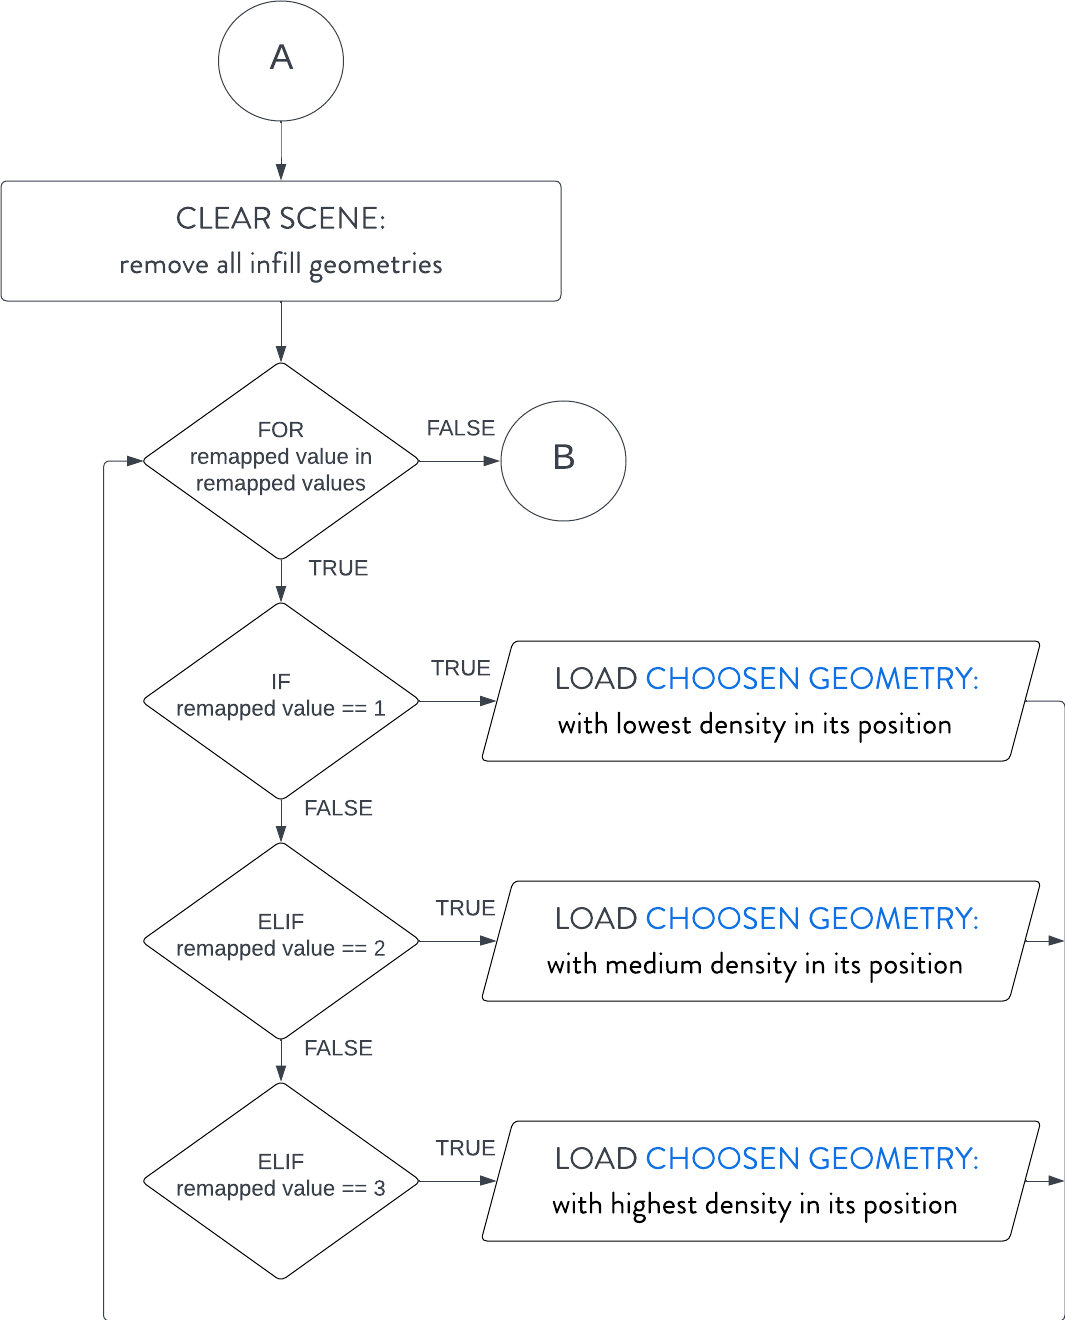 A
CLEAR SCENE:
remove all infill geometries
FOR
remapped value in
remapped values
FALSE
B
TRUE
IF
remapped value == 1
TRUE
LOAD CHOOSEN GEOMETRY:
with lowest density in its position
FALSE
ELIF
remapped value == 2
TRUE
LOAD CHOOSEN GEOMETRY:
with medium density in its position
FALSE
ELIF
remapped value == 3
TRUE
LOAD CHOOSEN GEOMETRY:
with highest density in its position